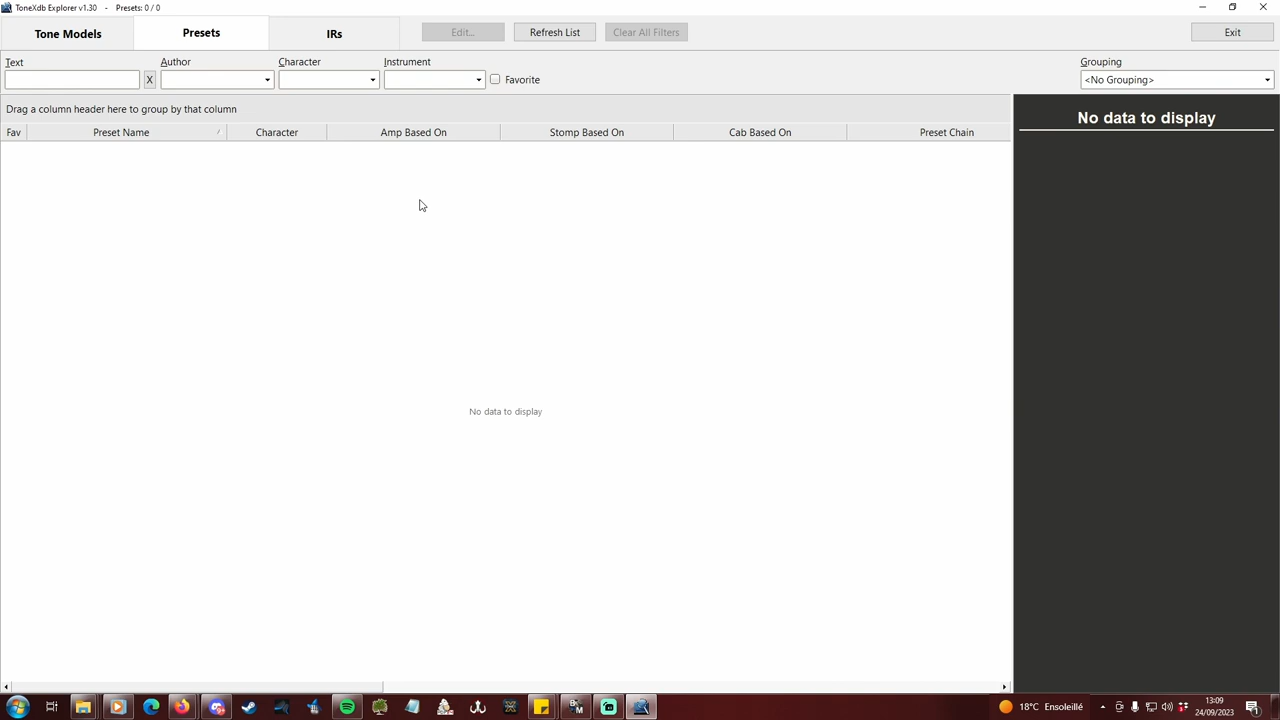 ToneXdb Explorer v1.30 - Presets: 0 / 0
Tone Models
Presets
IRs
Edit...
Refresh List
Clear All Filters
Exit
Text
Author
Character
Instrument
Grouping
X
Favorite
<No Grouping>
Drag a column header here to group by that column
No data to display
Fav
Preset Name
Character
Amp Based On
Stomp Based On
Cab Based On
Preset Chain
No data to display
18°C Ensoleillé
13:09
24/09/2023